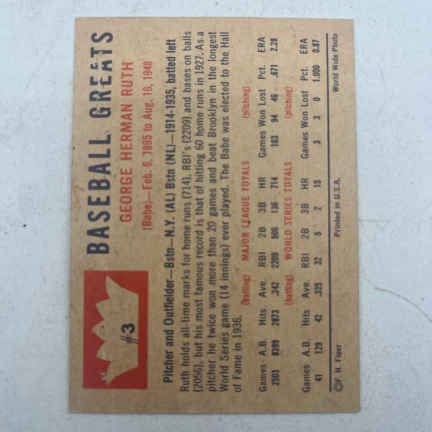 #3
BASEBALL GREATS
GEORGE HERMAN RUTH
(Babe—Feb. 6, 1895 to Aug. 16, 1948
Pitcher and Outfielder—Bstn—N.Y. (AL) Bstn (NL)—1914-1935, batted left
Ruth holds all-time marks for home runs (714), RBI's (2209) and bases on balls
(2056), but his most famous record is that of hitting 60 home runs in 1927. As a
pitcher he twice won more than 20 games and beat Brooklyn in the longest
World Series game (14 innings) ever played. The Babe was elected to the Hall
of Fame in 1936.
(batting) MAJOR LEAGUE TOTALS (pitching)
Games A.B. Hits Ave. RBI 2B 3B HR Games Won Lost Pct. ERA
2503 8399 2873 .342 2209 506 136 714 163 94 46 .671 2.28
(batting) WORLD SERIES TOTALS (pitching)
Games A.B. Hits Ave. RBI 2B 3B HR Games Won Lost Pct. ERA
41 129 42 .325 32 5 2 15 3 3 0 1.000 0.87
©F. H. Fleer Printed in U.S.A. World Wide Photo